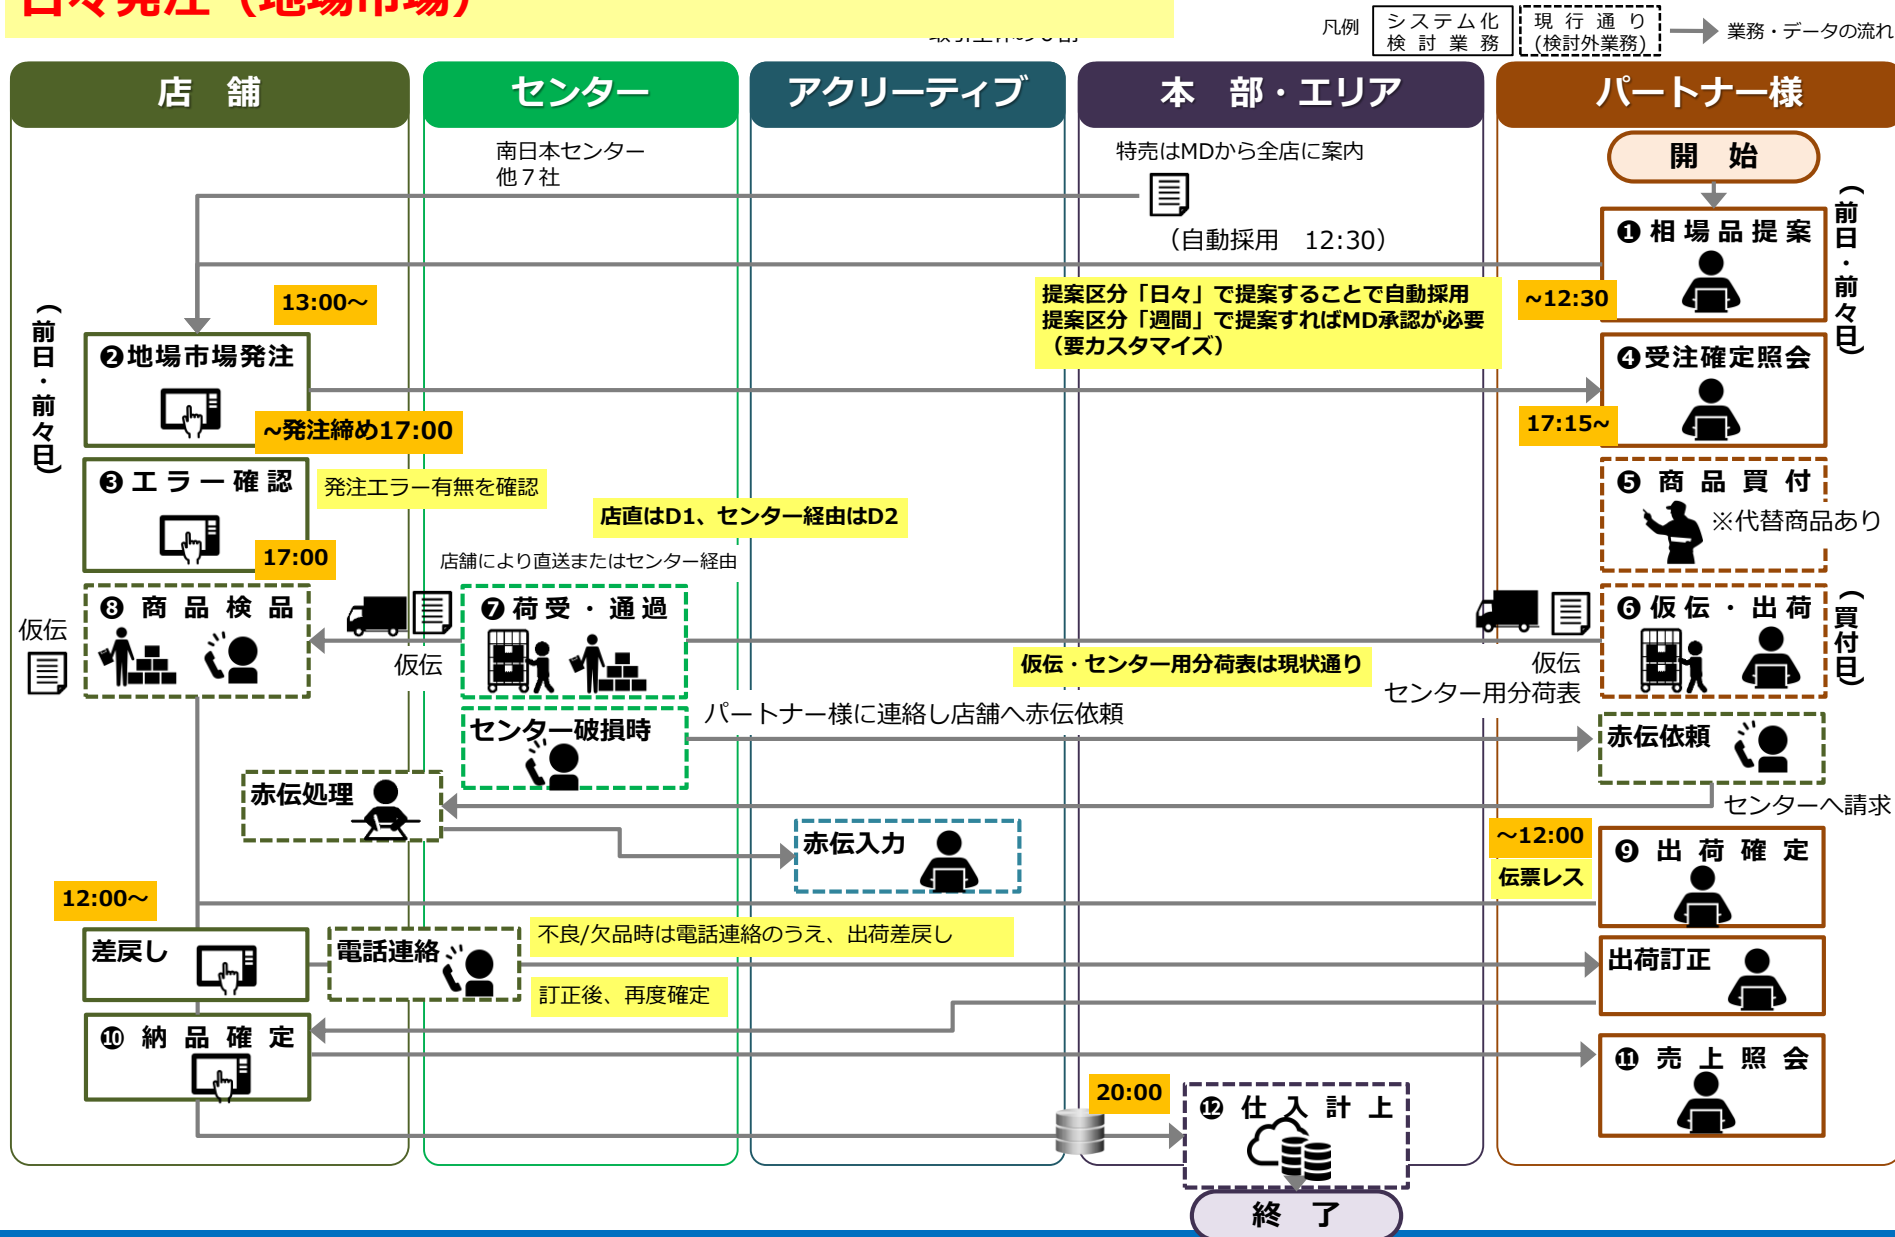 日々発注（地場市場）
凡例
システム化
検討業務
現行通り
(検討外業務)
業務・データの流れ
店　舗
センター
アクリーティブ
本　部・エリア
パートナー様
南日本センター
他７社
特売はMDから全店に案内
（自動採用　12:30）
開　始
（前日・前々日）
❶相場品提案
~12:30
提案区分「日々」で提案することで自動採用
提案区分「週間」で提案すればMD承認が必要
（要カスタマイズ）
13:00～
（前日・前々日）
❷地場市場発注
~発注締め17:00
❹受注確定照会
17:15~
❸エラー確認
発注エラー有無を確認
17:00
店直はD1、センター経由はD2
店舗により直送またはセンター経由
❺商品買付
※代替商品あり
❽商品検品
仮伝
仮伝
❼荷受・通過
仮伝・センター用分荷表は現状通り
❻仮伝・出荷
（買付日）
仮伝
センター用分荷表
センター破損時
パートナー様に連絡し店舗へ赤伝依頼
赤伝依頼
センターへ請求
赤伝処理
赤伝入力
～12:00
伝票レス
❾出荷確定
12:00～
差戻し
電話連絡
不良/欠品時は電話連絡のうえ、出荷差戻し
訂正後、再度確定
出荷訂正
❿納品確定
⓫売上照会
20:00
⓬仕入計上
終　了